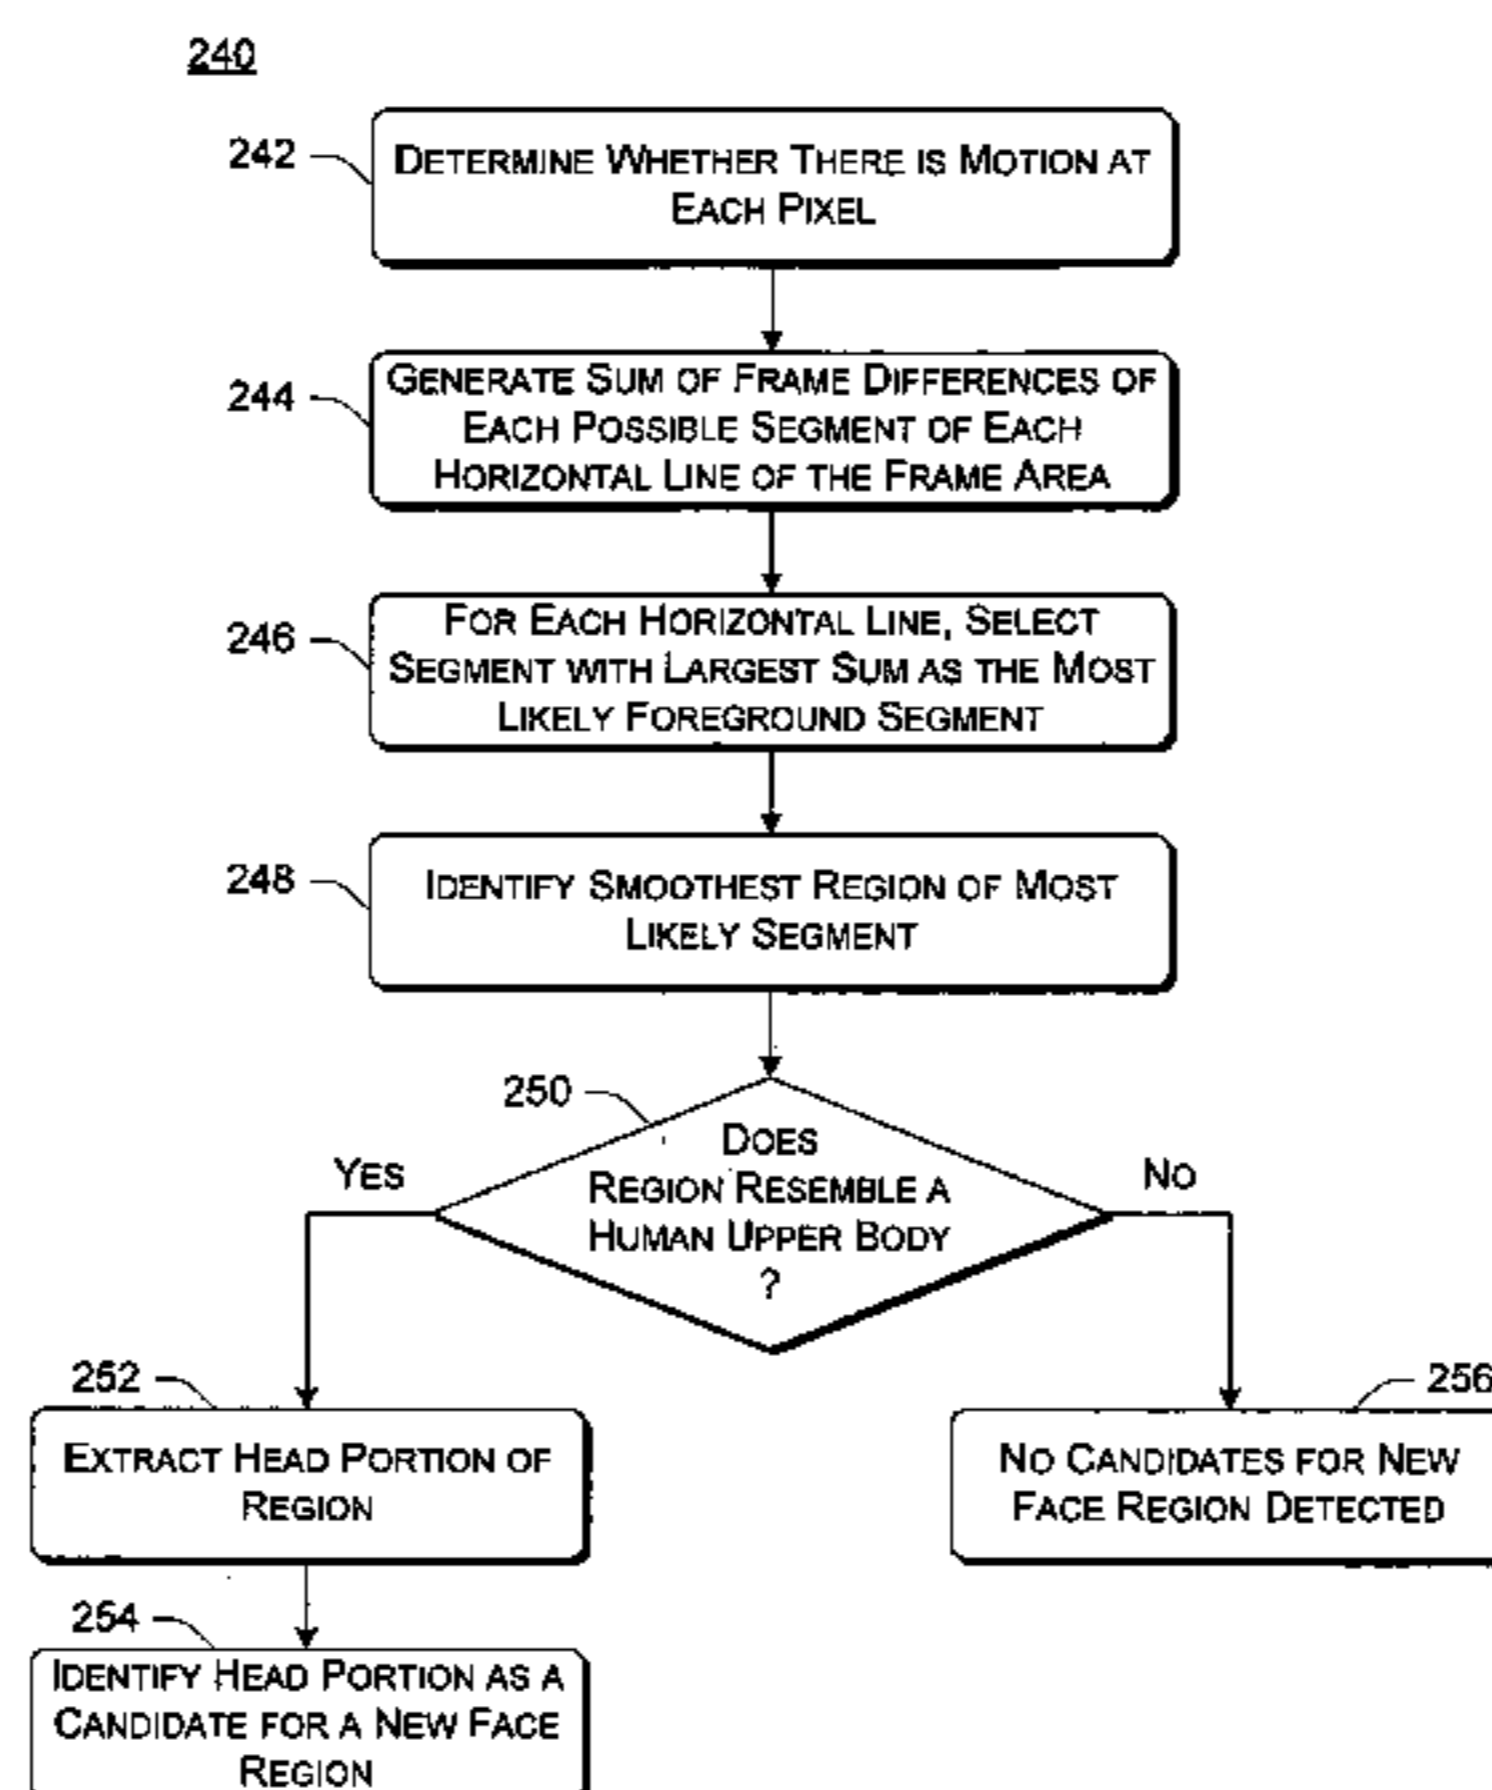 240
242
DETERMINE WHETHER THERE IS MOTION AT
EACH PIXEL
244
GENERATE SUM OF FRAME DIFFERENCES OF
EACH POSSIBLE SEGMENT OF EACH
HORIZONTAL LINE OF THE FRAME AREA
246
FOR EACH HORIZONTAL LINE, SELECT
SEGMENT WITH LARGEST SUM AS THE MOST
LIKELY FOREGROUND SEGMENT
248
IDENTIFY SMOOTHEST REGION OF MOST
LIKELY SEGMENT
250
DOES
REGION RESEMBLE A
HUMAN UPPER BODY
?
YES
NO
252
EXTRACT HEAD PORTION OF
REGION
256
NO CANDIDATES FOR NEW
FACE REGION DETECTED
254
IDENTIFY HEAD PORTION AS A
CANDIDATE FOR A NEW FACE
REGION